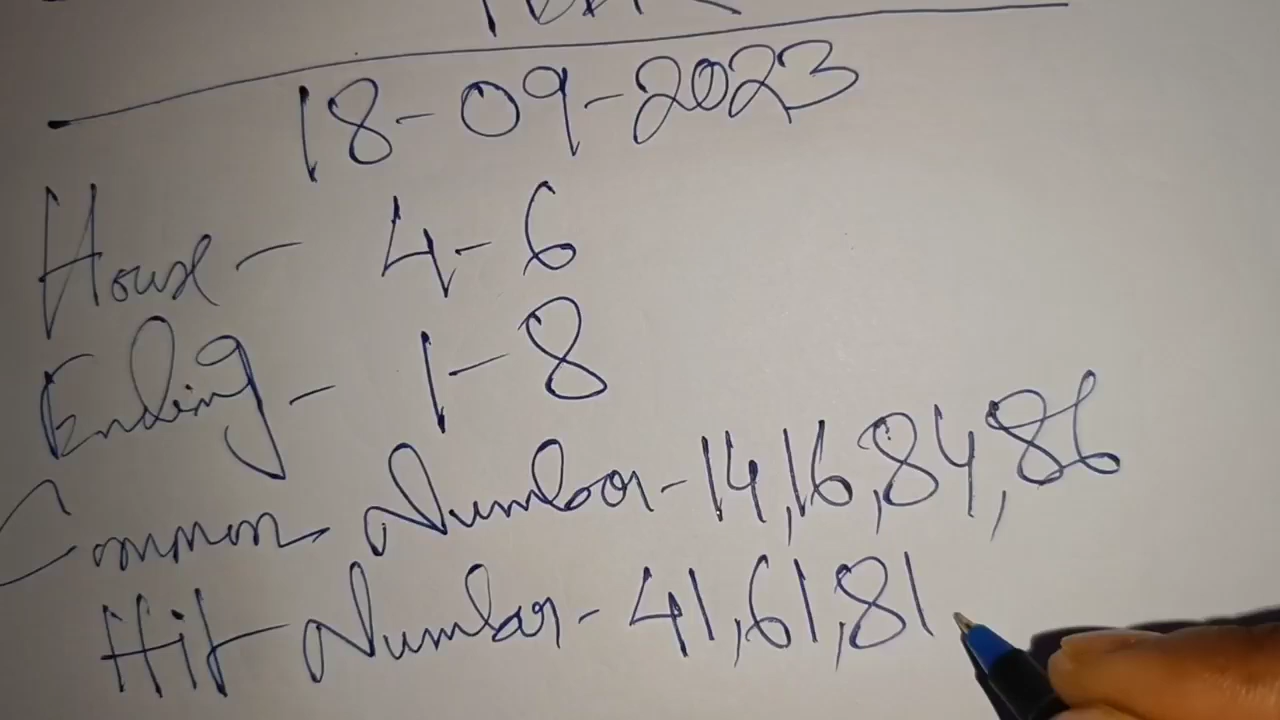 18-09-2023
House - 4-6
Ending - 1-8
Common Number - 14,16,84,86
Hit Number - 41,61,81